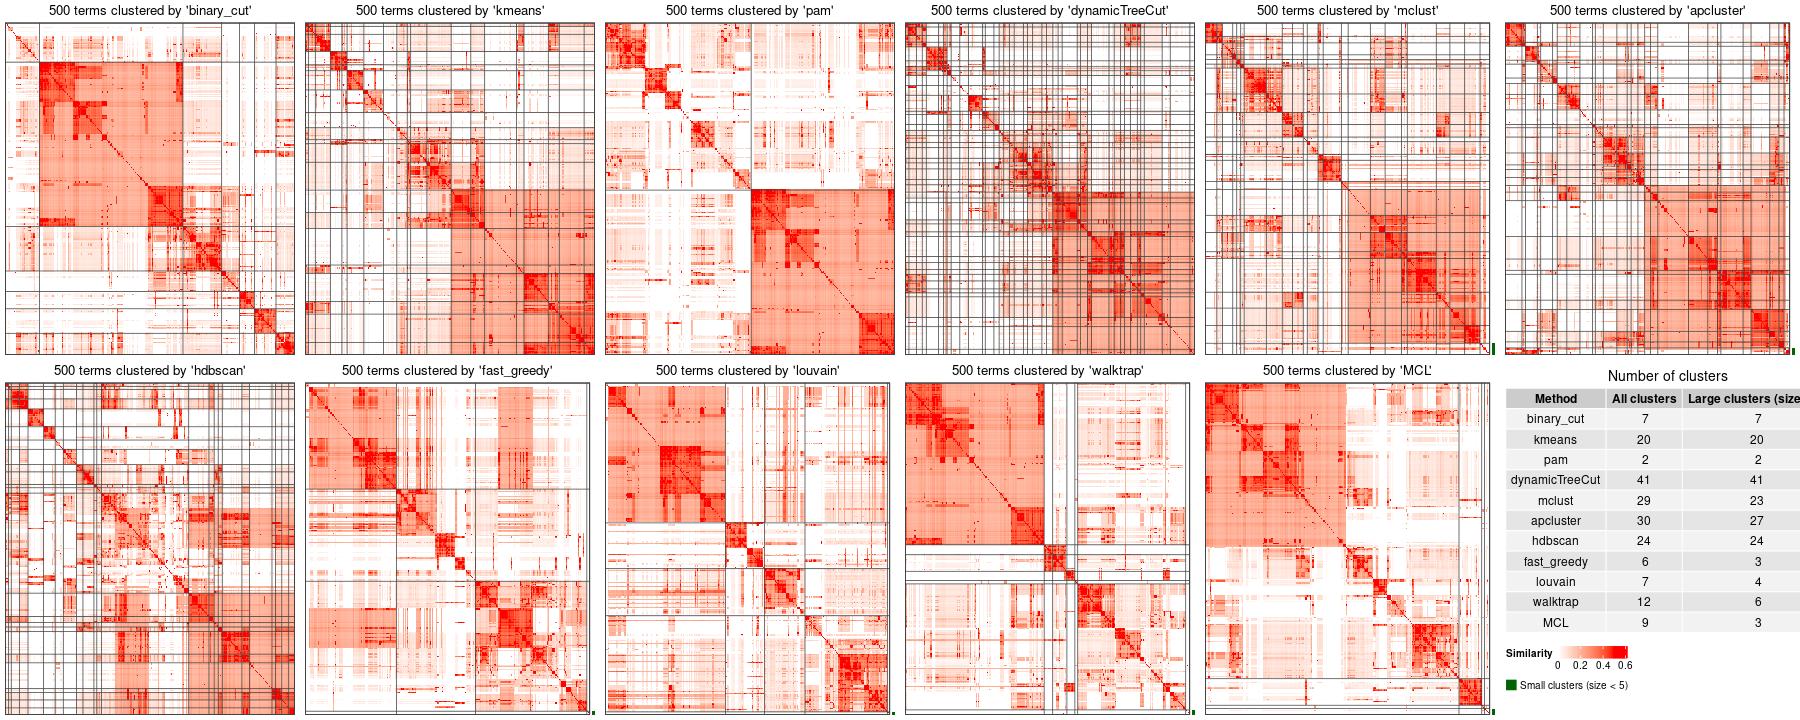 500 terms clustered by 'binary_cut'
500 terms clustered by 'kmeans'
500 terms clustered by 'pam'
500 terms clustered by 'dynamicTreeCut'
500 terms clustered by 'mclust'
500 terms clustered by 'apcluster'
500 terms clustered by 'hdbscan'
500 terms clustered by 'fast_greedy'
500 terms clustered by 'louvain'
500 terms clustered by 'walktrap'
500 terms clustered by 'MCL'
Number of clusters
Method All clusters Large clusters (size
binary_cut 7 7
kmeans 20 20
pam 2 2
dynamicTreeCut 41 41
mclust 29 23
apcluster 30 27
hdbscan 24 24
fast_greedy 6 3
louvain 7 4
walktrap 12 6
MCL 9 3
Similarity
0 0.2 0.4 0.6
Small clusters (size < 5)